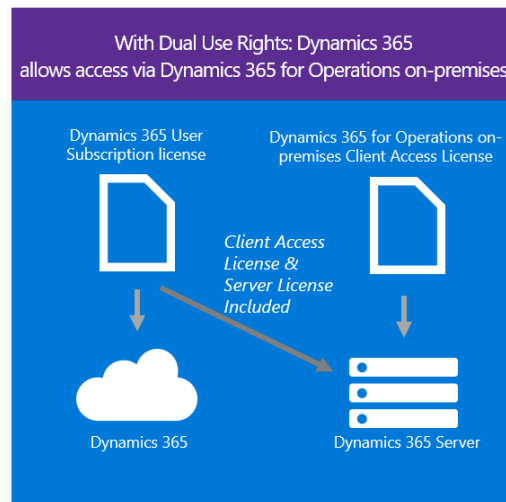 With Dual Use Rights: Dynamics 365
allows access via Dynamics 365 for Operations on-premises
Dynamics 365 User
Subscription license
Dynamics 365 for Operations on-
premises Client Access License
Client Access
License &
Server License
Included
Dynamics 365
Dynamics 365 Server